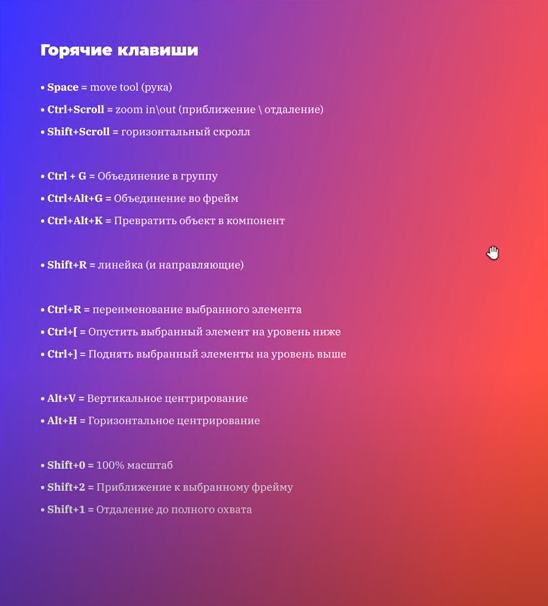 Горячие клавиши
• Space = move tool (рука)
• Ctrl+Scroll = zoom in\out (приближение \ отдаление)
• Shift+Scroll = горизонтальный скролл
• Ctrl + G = Объединение в группу
• Ctrl+Alt+G = Объединение во фрейм
• Ctrl+Alt+K = Превратить объект в компонент
• Shift+R = линейка (и направляющие)
• Ctrl+R = переименование выбранного элемента
• Ctrl+[ = Опустить выбранный элемент на уровень ниже
• Ctrl+] = Поднять выбранный элементы на уровень выше
• Alt+V = Вертикальное центрирование
• Alt+H = Горизонтальное центрирование
• Shift+0 = 100% масштаб
• Shift+2 = Приближение к выбранному фрейму
• Shift+1 = Отдаление до полного охвата